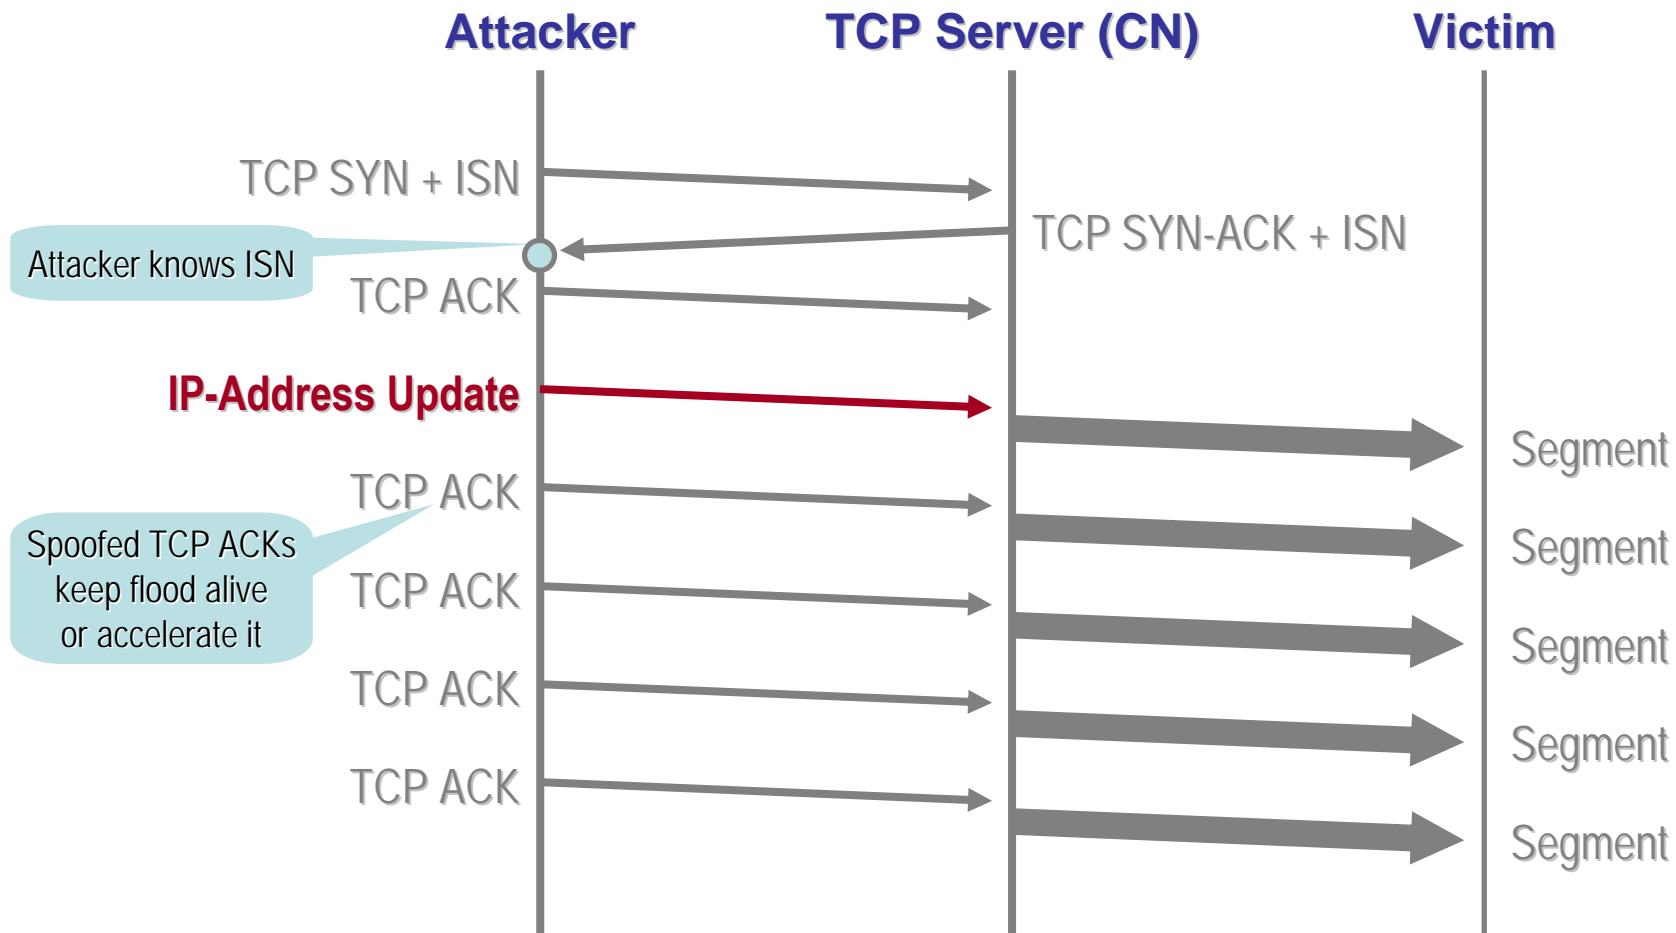 Attacker
TCP Server (CN)
Victim
TCP SYN + ISN
TCP SYN-ACK + ISN
Attacker knows ISN
TCP ACK
IP-Address Update
Segment
TCP ACK
Segment
Spoofed TCP ACKs
keep flood alive
or accelerate it
TCP ACK
Segment
TCP ACK
Segment
TCP ACK
Segment